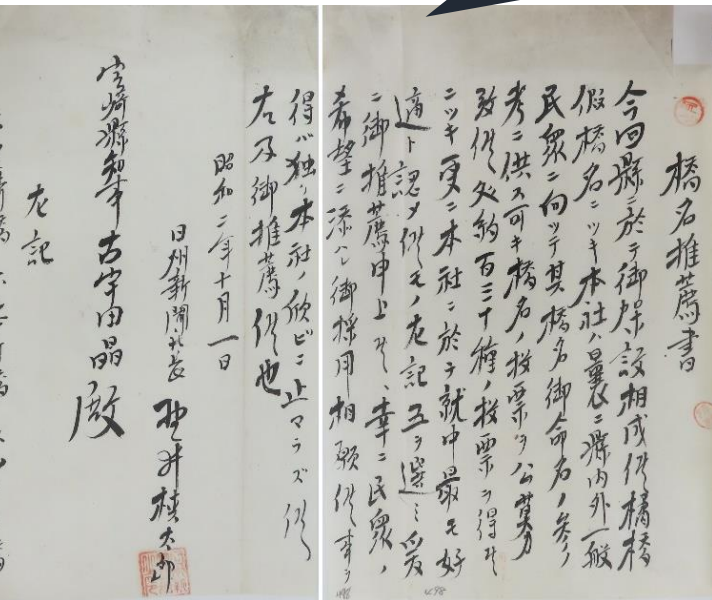 橋名推薦書
今回縣ニ於テ御架設相成候橘橋
假橋名ニツキ本社ハ曩ニ縣内外一般
民衆ニ向ッテ其橋名御命名ノ參
考ニ供ス可キ橋名ノ投票ヲ公募
致候処約百三十種ノ投票ヲ得
ニツキ更ニ本社ニ於テ就中最モ好
適ト認メ候モノ左記五ヲ選ミ爰
ニ御推薦申上候、幸ニ民衆ノ
希望ニ添ハレ御採用相願候事ヲ
得バ独リ本社ノ欣ビニ止マラズ候
右及御推薦候也
昭和二年十月一日
日州新聞社長
宮崎縣知事 古宇田晶殿
左記
498